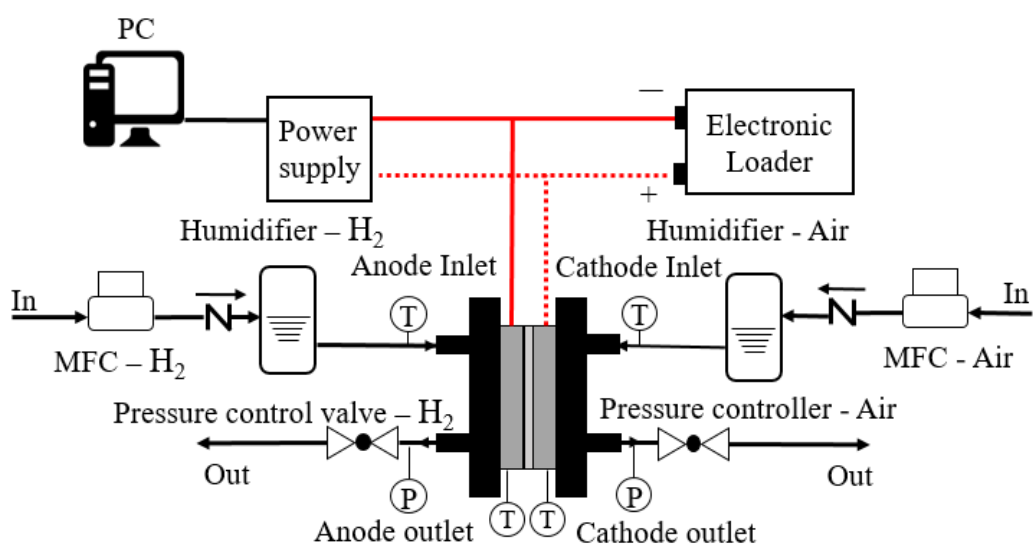 PC
Power
supply
—
+
Electronic
Loader
Humidifier – H₂
Humidifier - Air
Anode Inlet
Cathode Inlet
In
T
T
In
MFC – H₂
MFC - Air
Pressure control valve – H₂
Pressure controller - Air
Out
P
T
T
P
Out
Anode outlet
Cathode outlet